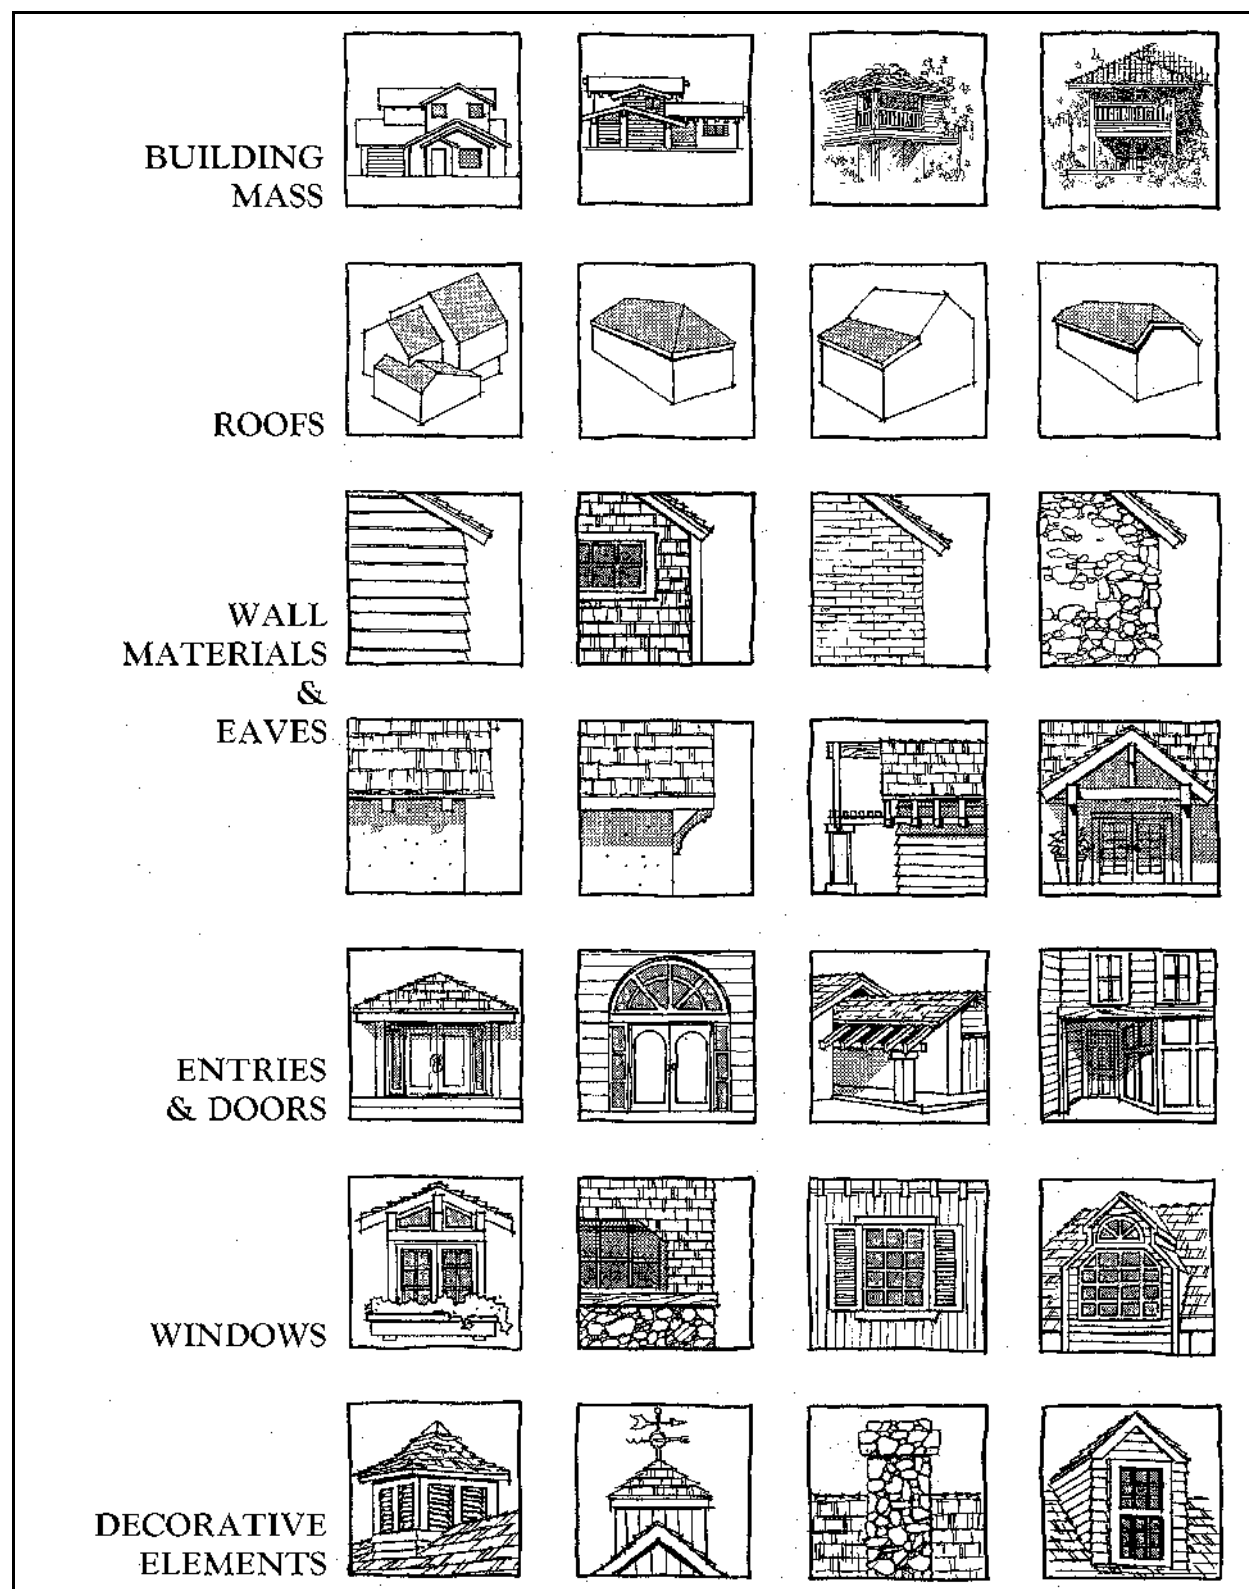 BUILDING
MASS
ROOFS
WALL
MATERIALS
&
EAVES
ENTRIES
& DOORS
WINDOWS
DECORATIVE
ELEMENTS